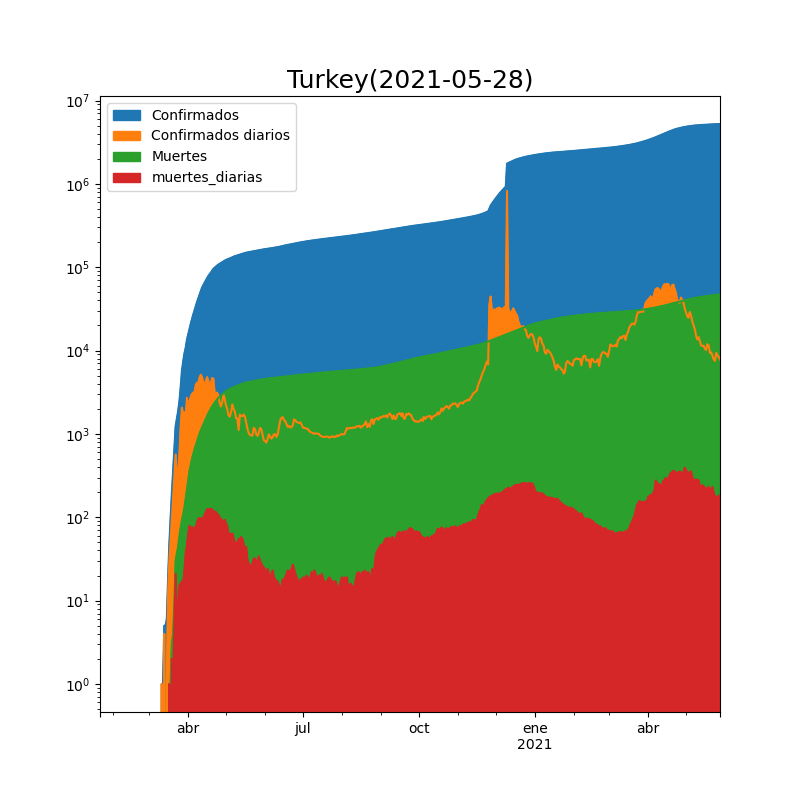 Turkey(2021-05-28)
Confirmados
Confirmados diarios
Muertes
muertes_diarias
10⁷
10⁶
10⁵
10⁴
10³
10²
10¹
10⁰
abr jul oct ene abr
2021